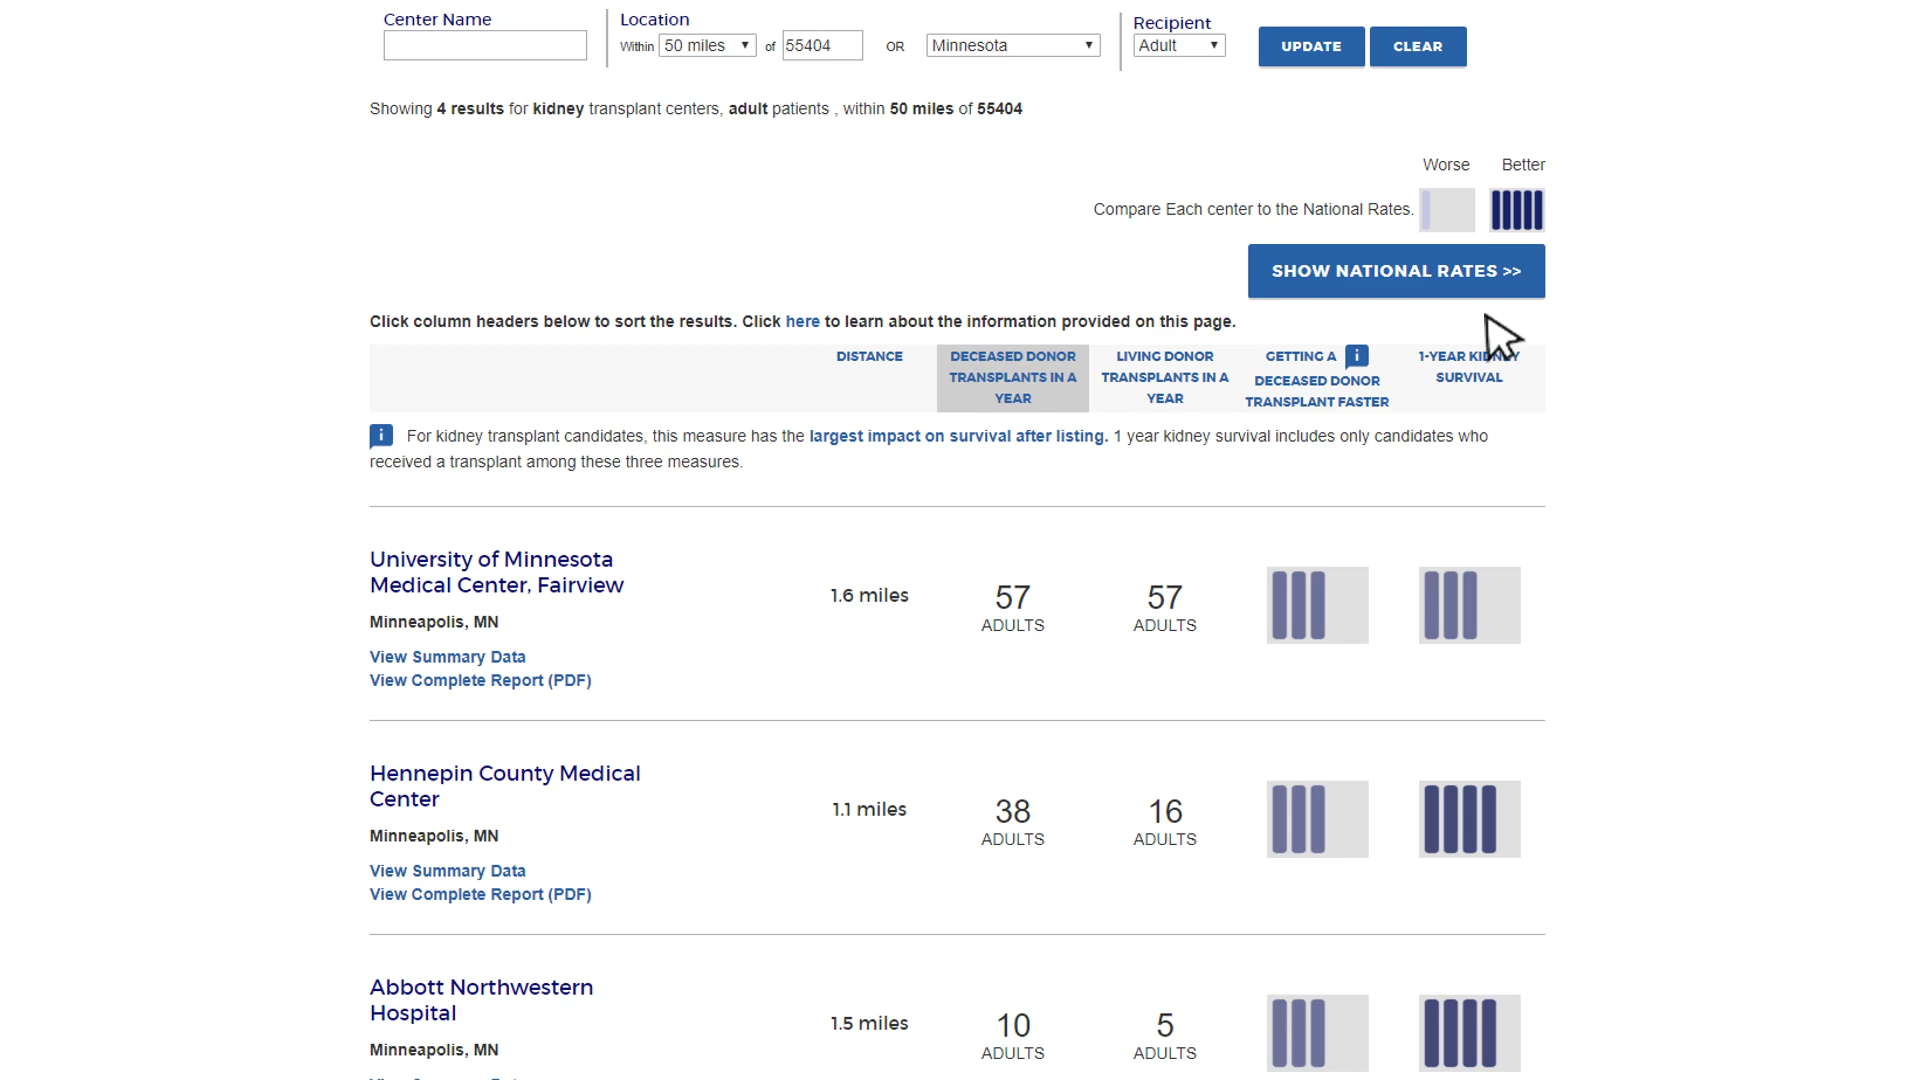 Center Name
Location
Recipient
Within 50 miles of 55404 OR Minnesota
Adult
UPDATE
CLEAR
Showing 4 results for kidney transplant centers, adult patients , within 50 miles of 55404
Worse Better
Compare Each center to the National Rates.
SHOW NATIONAL RATES >>
Click column headers below to sort the results. Click here to learn about the information provided on this page.
DISTANCE
DECEASED DONOR
TRANSPLANTS IN A
YEAR
LIVING DONOR
TRANSPLANTS IN A
YEAR
GETTING A i
DECEASED DONOR
TRANSPLANT FASTER
1-YEAR KIDNEY
SURVIVAL
i For kidney transplant candidates, this measure has the largest impact on survival after listing. 1 year kidney survival includes only candidates who
received a transplant among these three measures.
University of Minnesota
Medical Center, Fairview
Minneapolis, MN
View Summary Data
View Complete Report (PDF)
1.6 miles
57
ADULTS
57
ADULTS
Hennepin County Medical
Center
Minneapolis, MN
View Summary Data
View Complete Report (PDF)
1.1 miles
38
ADULTS
16
ADULTS
Abbott Northwestern
Hospital
Minneapolis, MN
1.5 miles
10
ADULTS
5
ADULTS